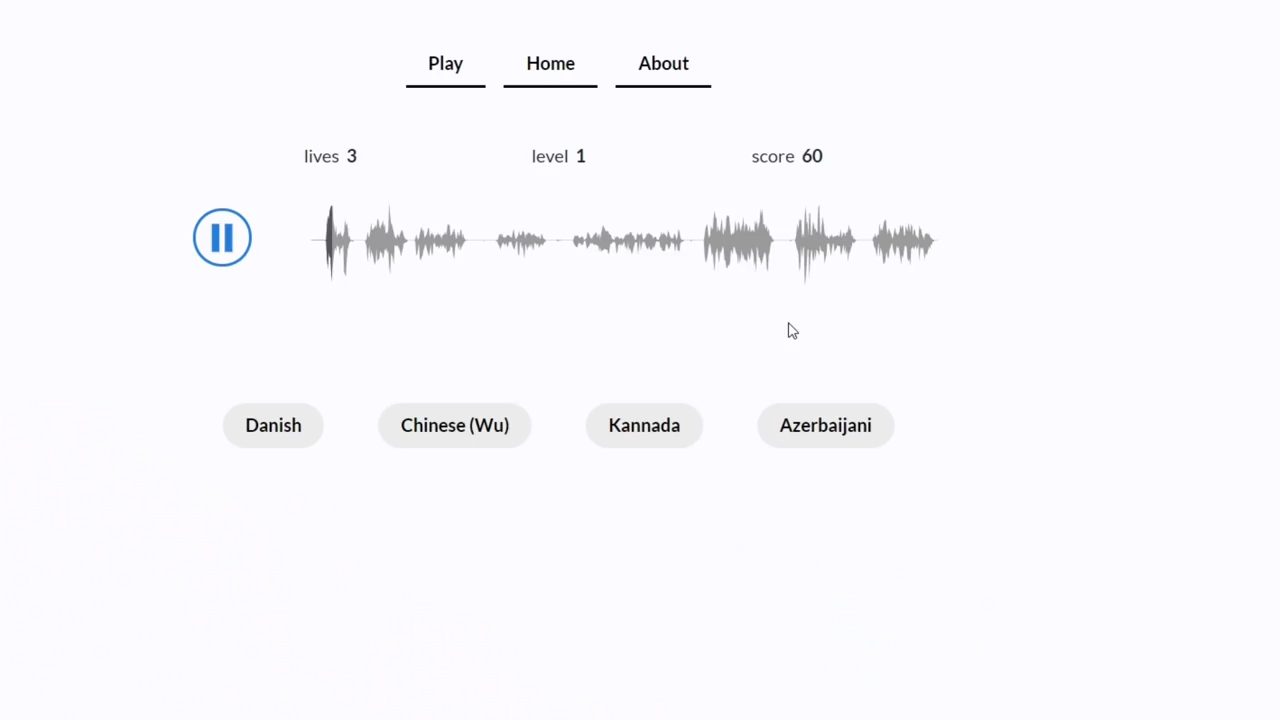 Play Home About
lives 3 level 1 score 60
Danish Chinese (Wu) Kannada Azerbaijani